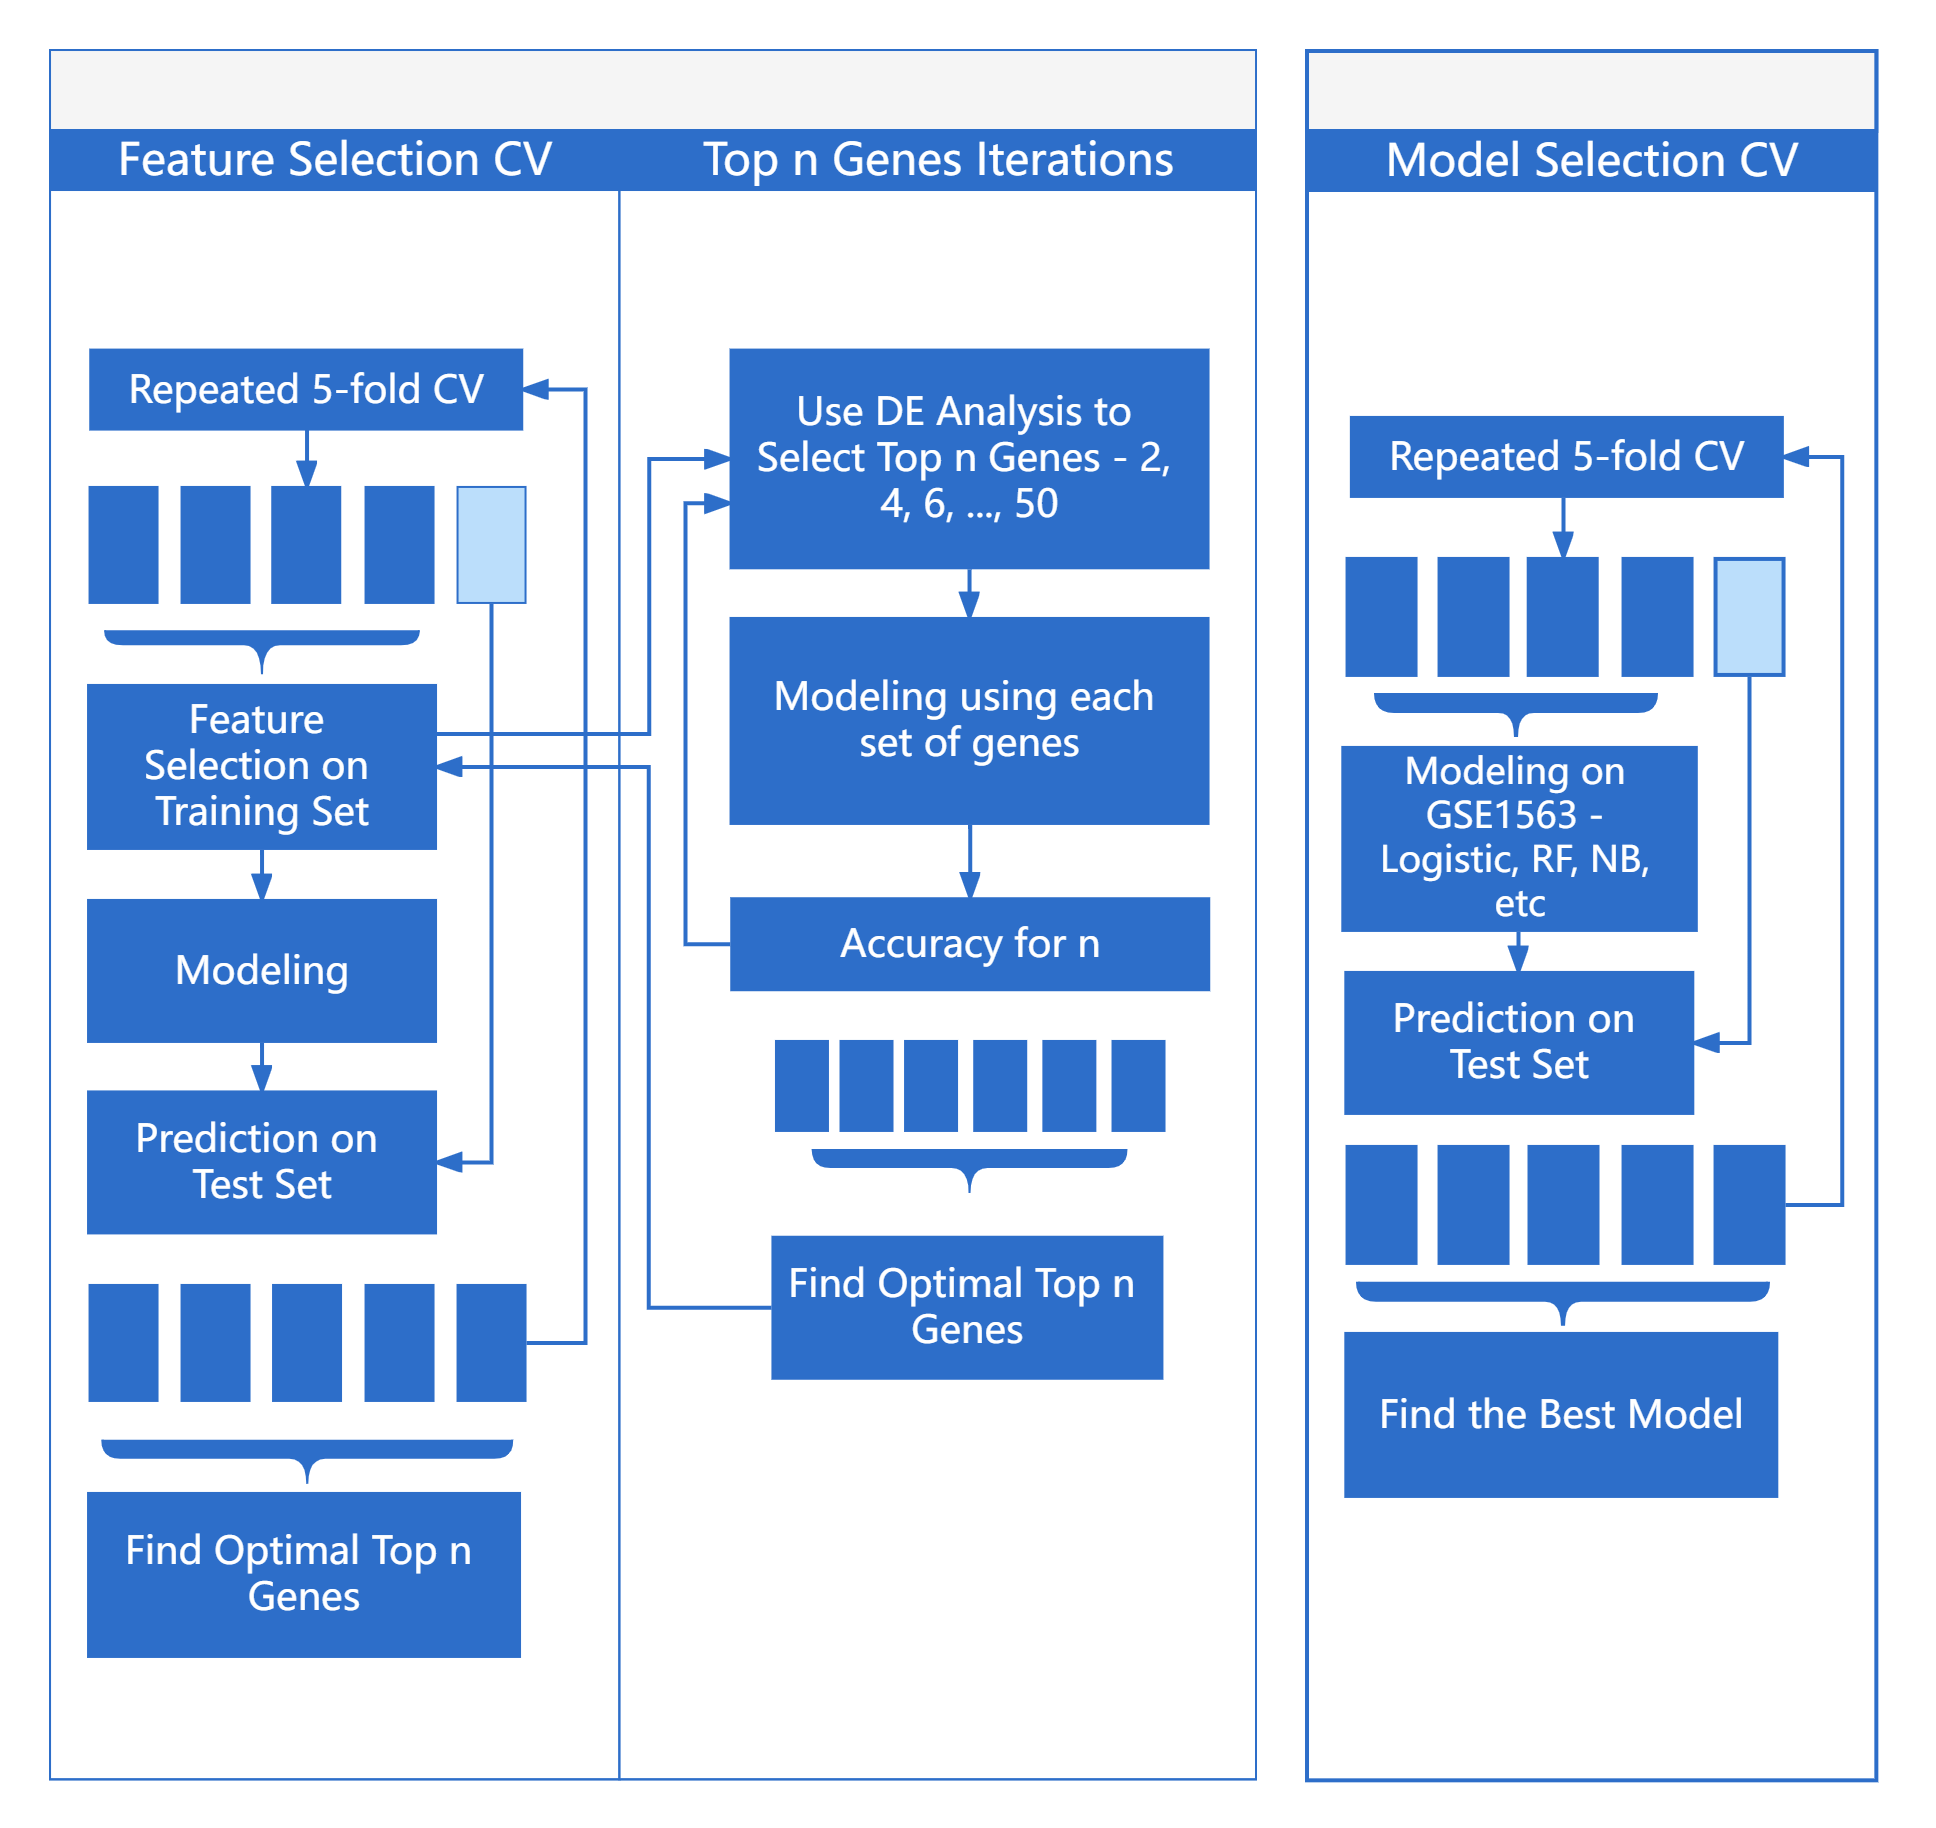 Feature Selection CV
Repeated 5-fold CV
Feature
Selection on
Training Set
Modeling
Prediction on
Test Set
Find Optimal Top n
Genes
Top n Genes Iterations
Use DE Analysis to
Select Top n Genes - 2,
4, 6, ..., 50
Modeling using each
set of genes
Accuracy for n
Find Optimal Top n
Genes
Model Selection CV
Repeated 5-fold CV
Modeling on
GSE1563 -
Logistic, RF, NB,
etc
Prediction on
Test Set
Find the Best Model